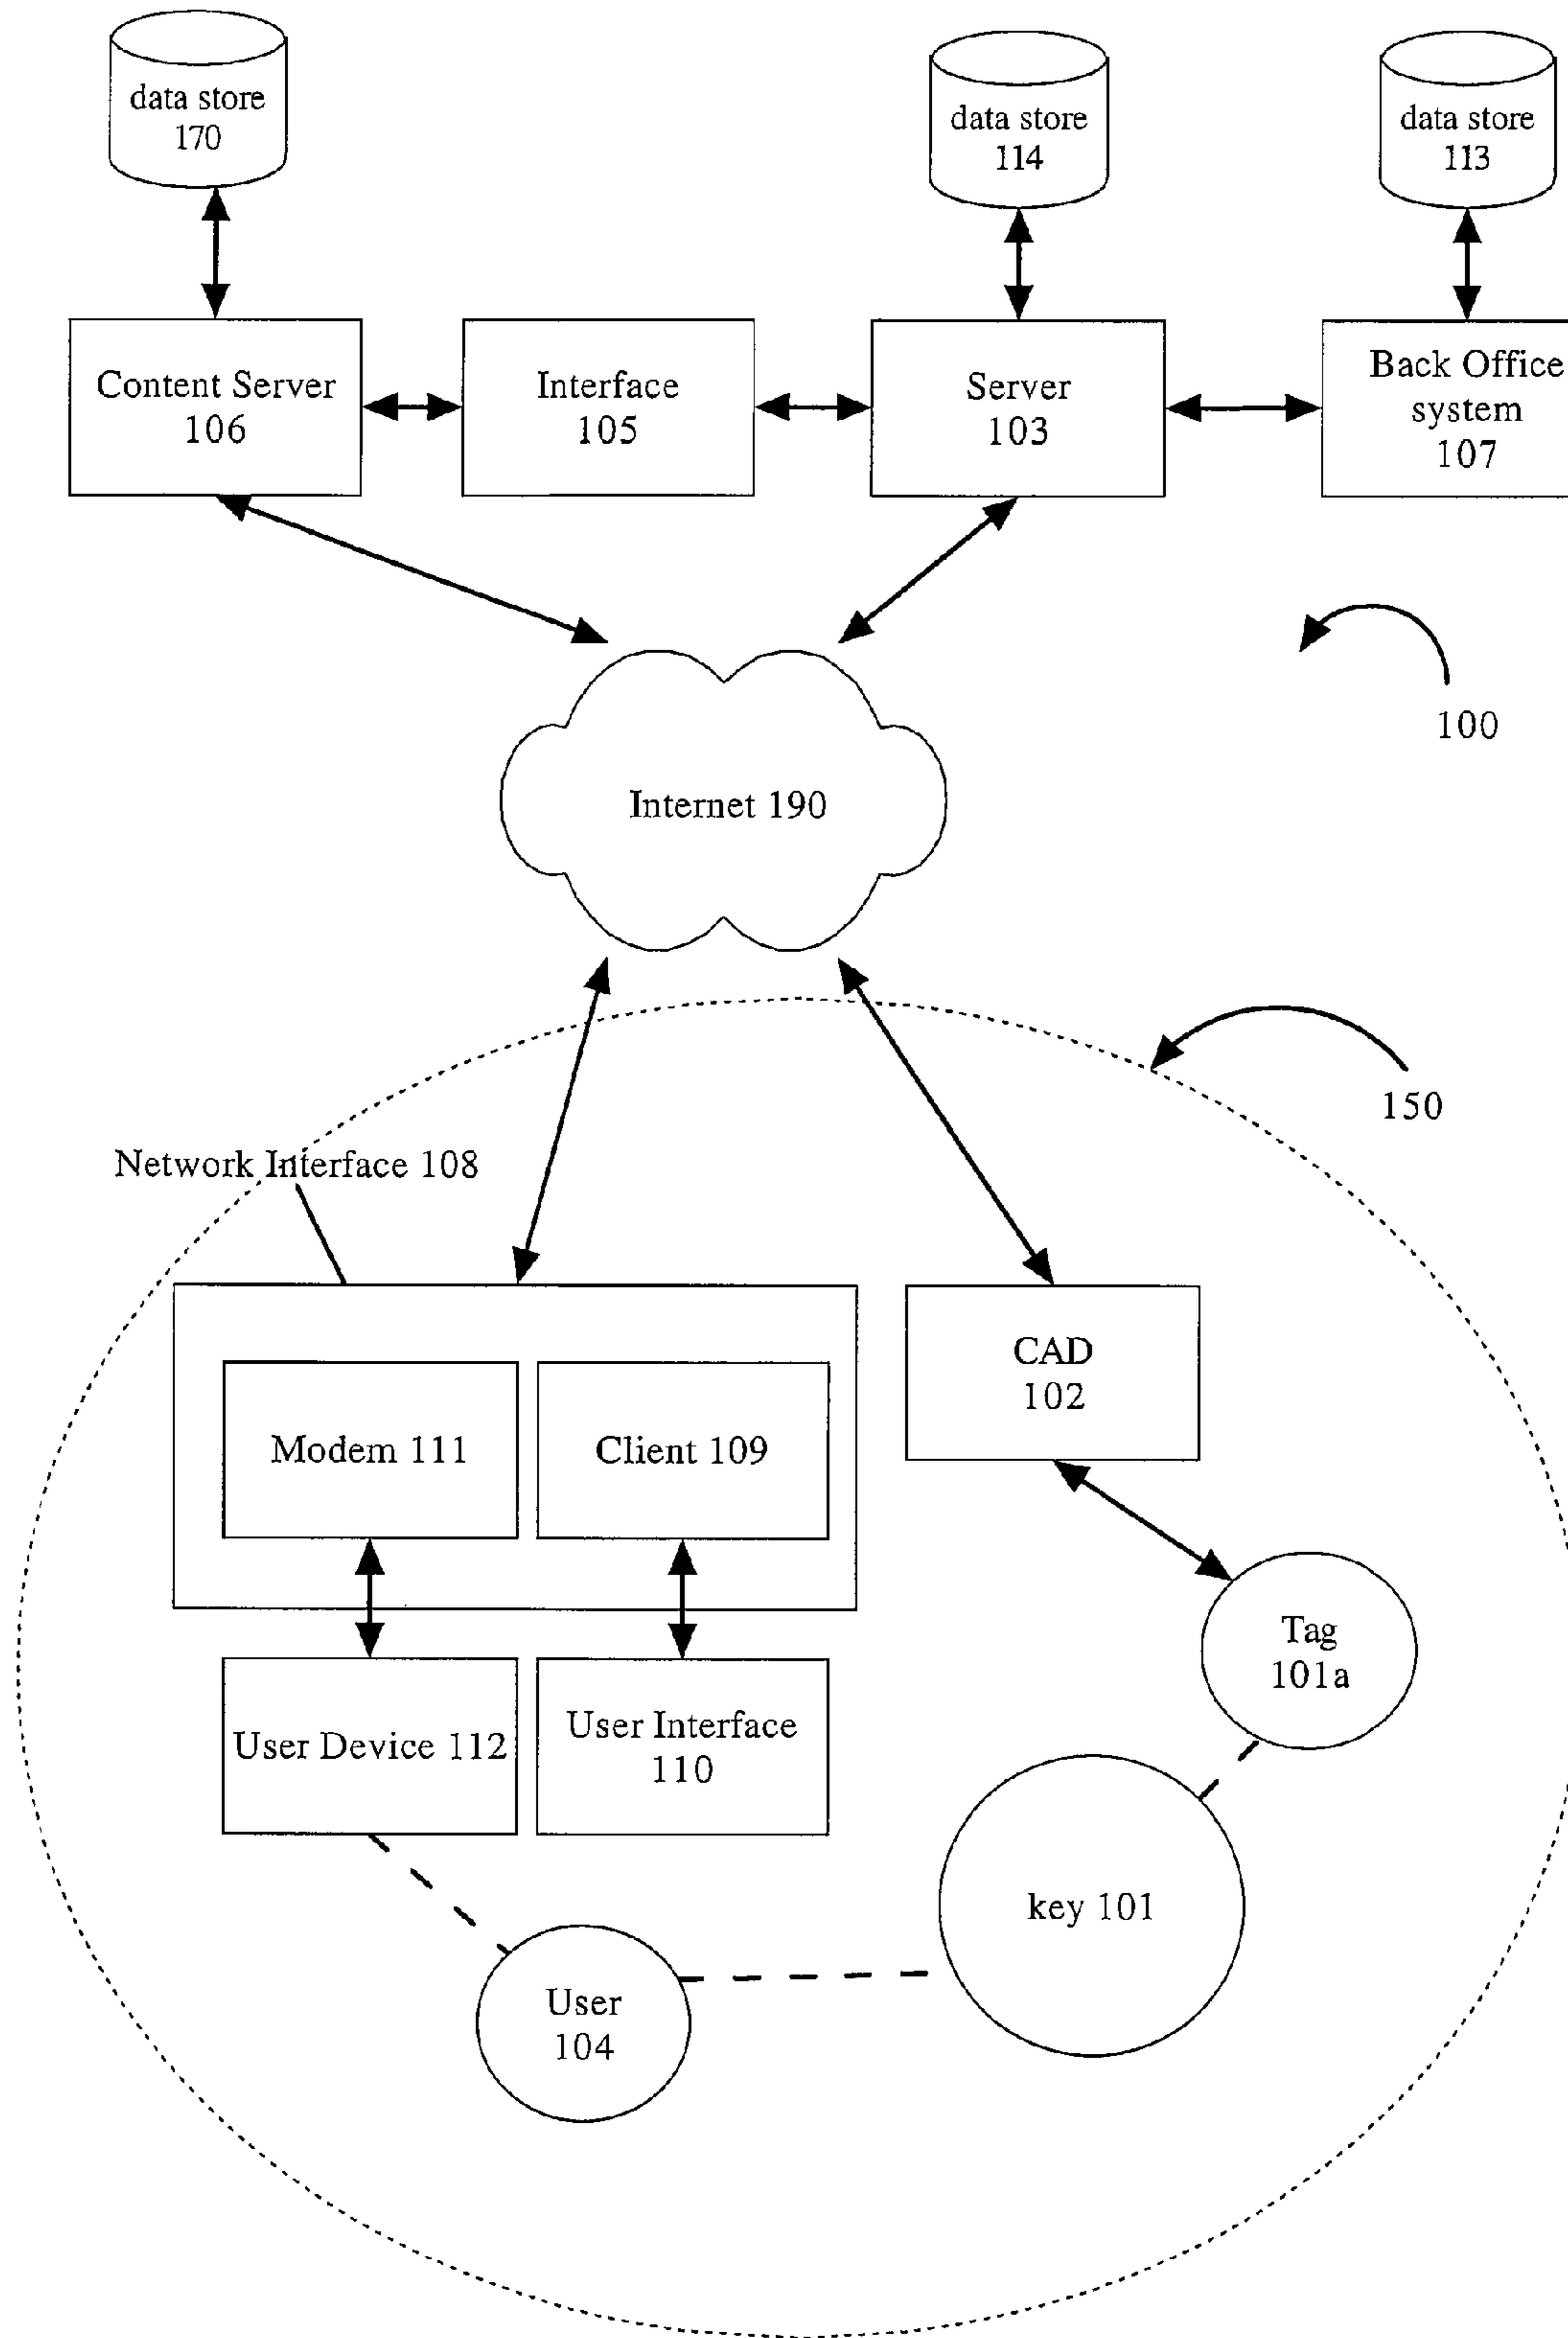 data store
170
data store
114
data store
113
Content Server
106
Interface
105
Server
103
Back Office
system
107
100
Internet 190
150
Network Interface 108
CAD
102
Modem 111
Client 109
Tag
101a
User Device 112
User Interface
110
key 101
User
104